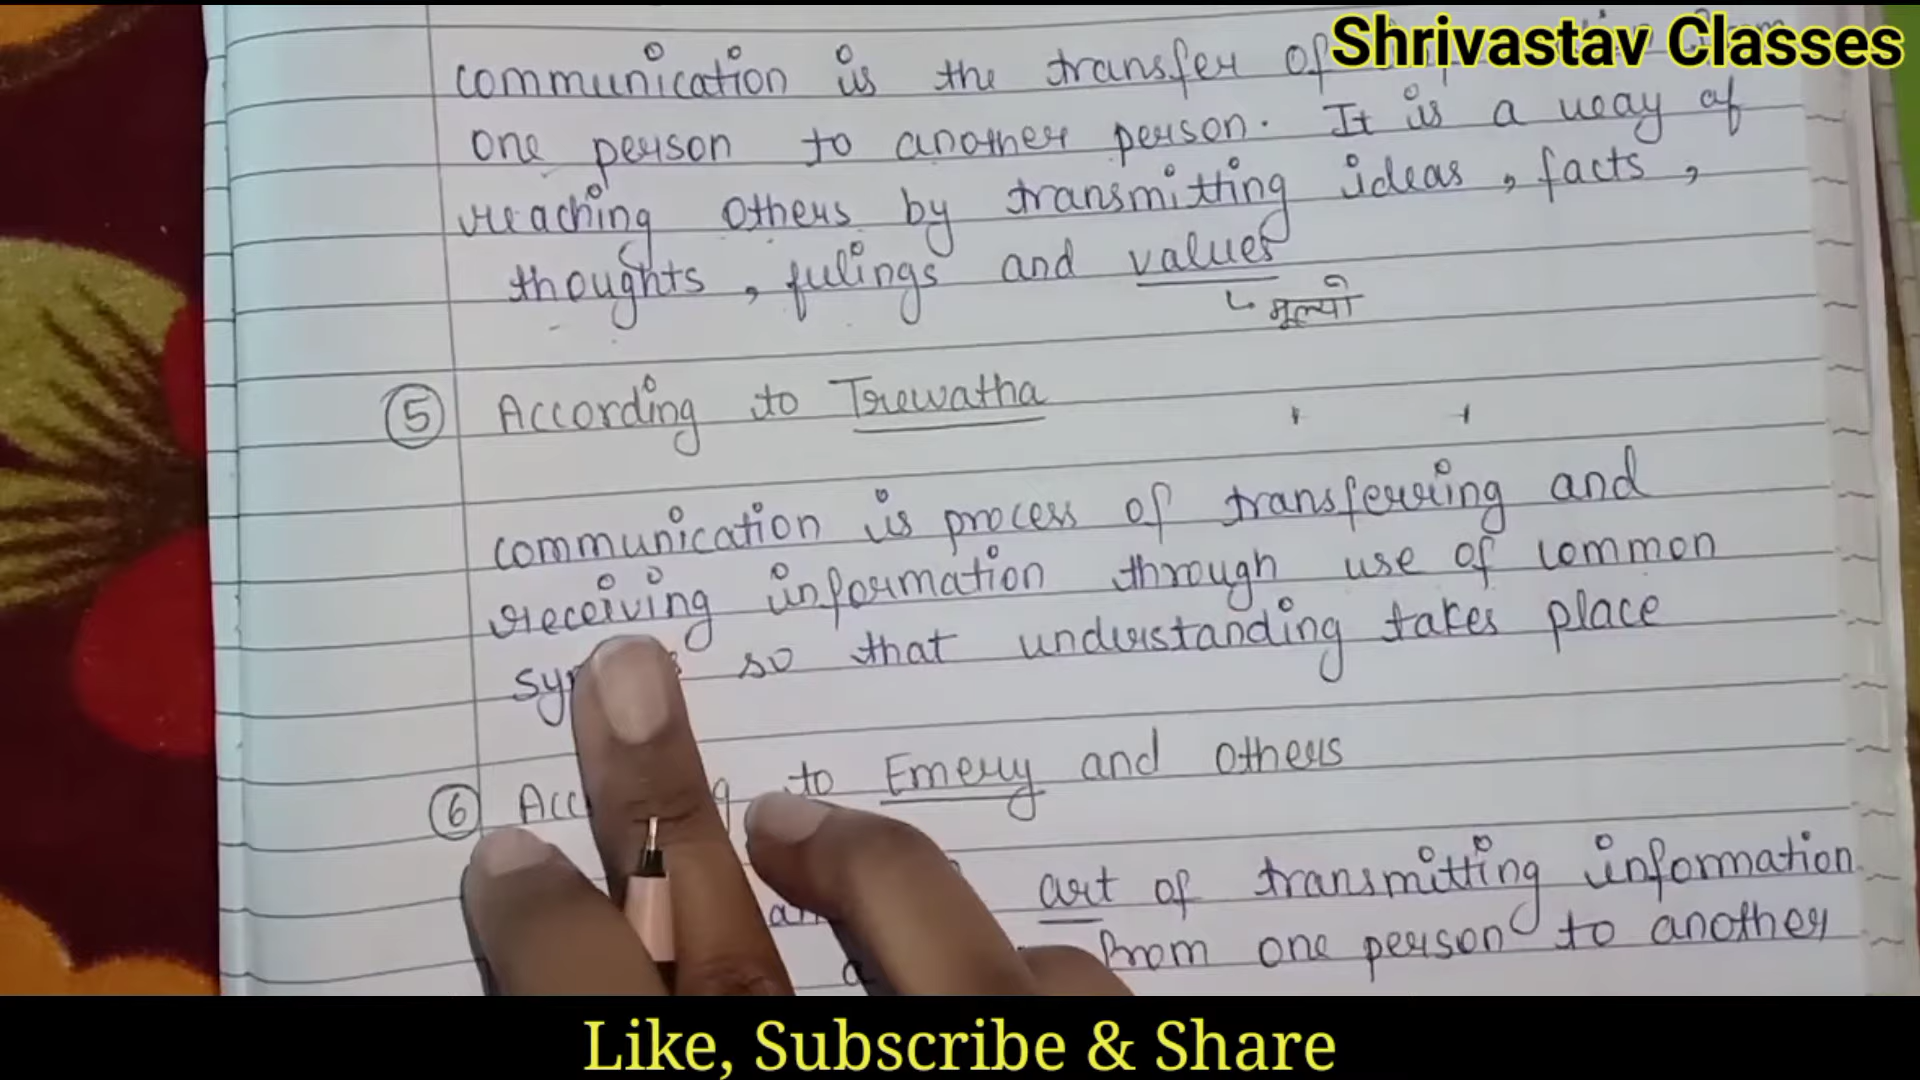 Shrivastav Classes
communication is the transfer of
one person to another person. It is a way of
reaching others by transmitting ideas, facts,
thoughts, fulings and values
↳ मूल्यो
5 According to Trewatha
communication is process of transferring and
receiving information through use of common
so that understanding takes place
6 to Emery and others
art of transmitting information
from one person to another
Like, Subscribe & Share